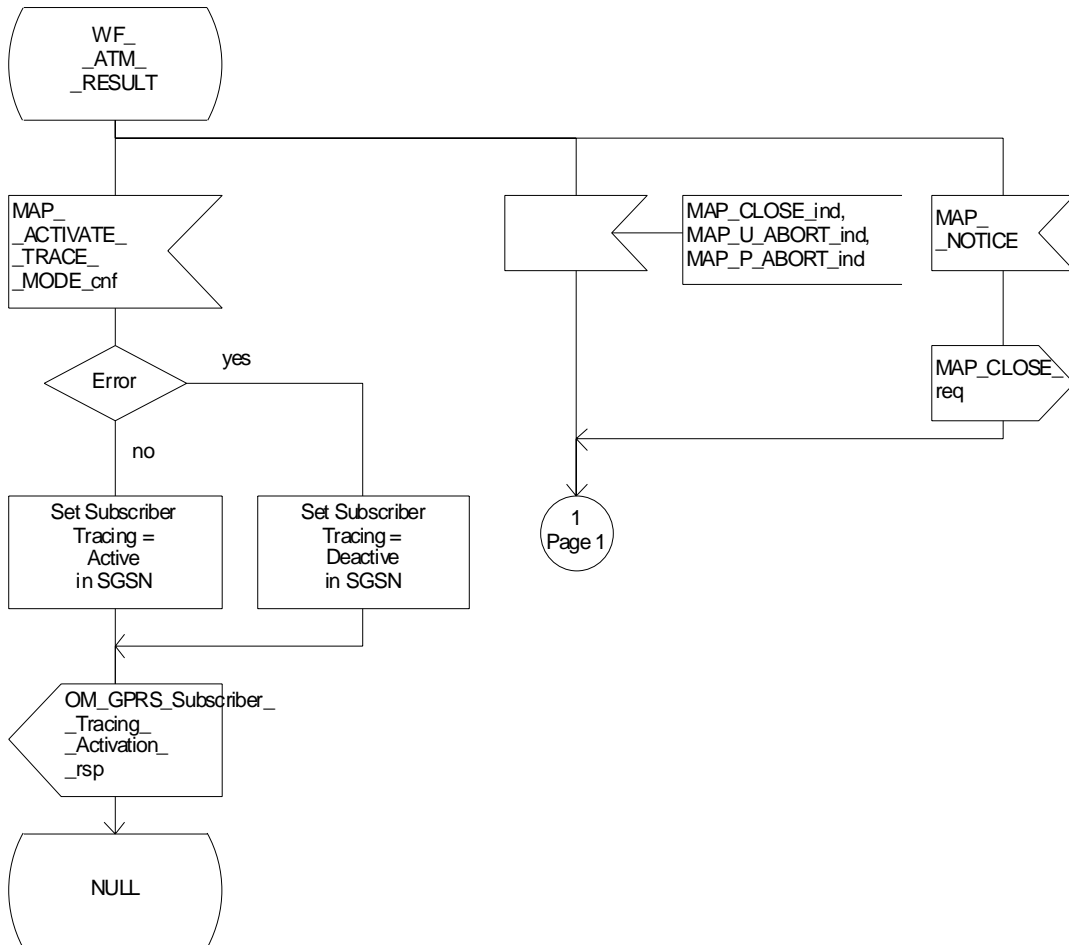 WF_
_ATM_
_RESULT
MAP_
_ACTIVATE_
_TRACE_
_MODE_cnf
MAP_CLOSE_ind,
MAP_U_ABORT_ind,
MAP_P_ABORT_ind
MAP_
_NOTICE
Error
yes
no
MAP_CLOSE_
req
Set Subscriber
Tracing =
Active
in SGSN
Set Subscriber
Tracing =
Deactive
in SGSN
1
Page 1
OM_GPRS_Subscriber_
_Tracing_
_Activation_
_rsp
NULL